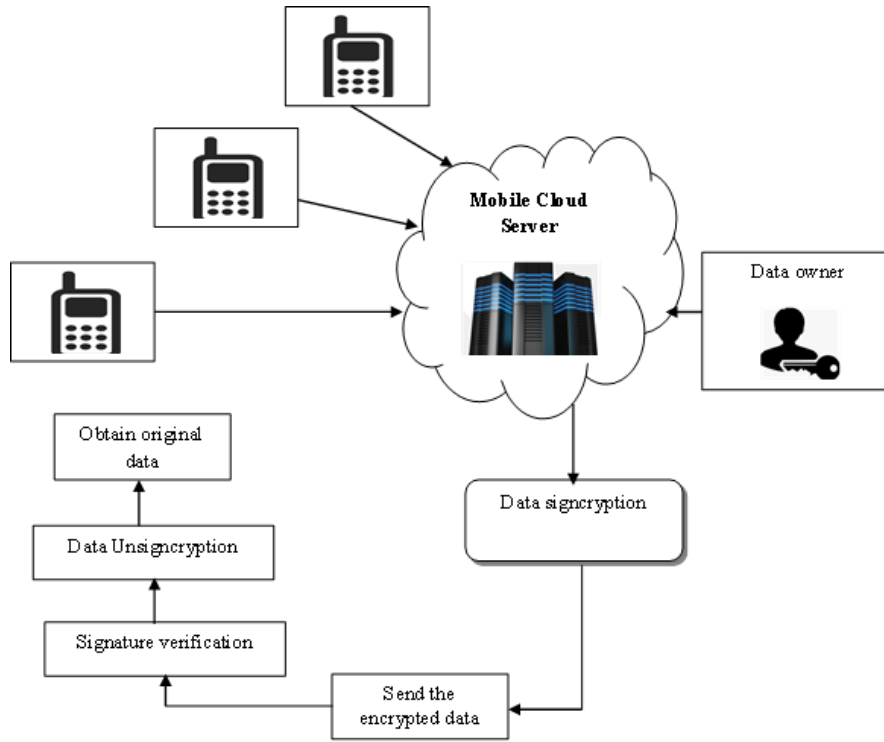 Mobile Cloud
Server
Data owner
Obtain original
data
Data signcryption
Data Unsigncryption
Signature verification
Send the
encrypted data